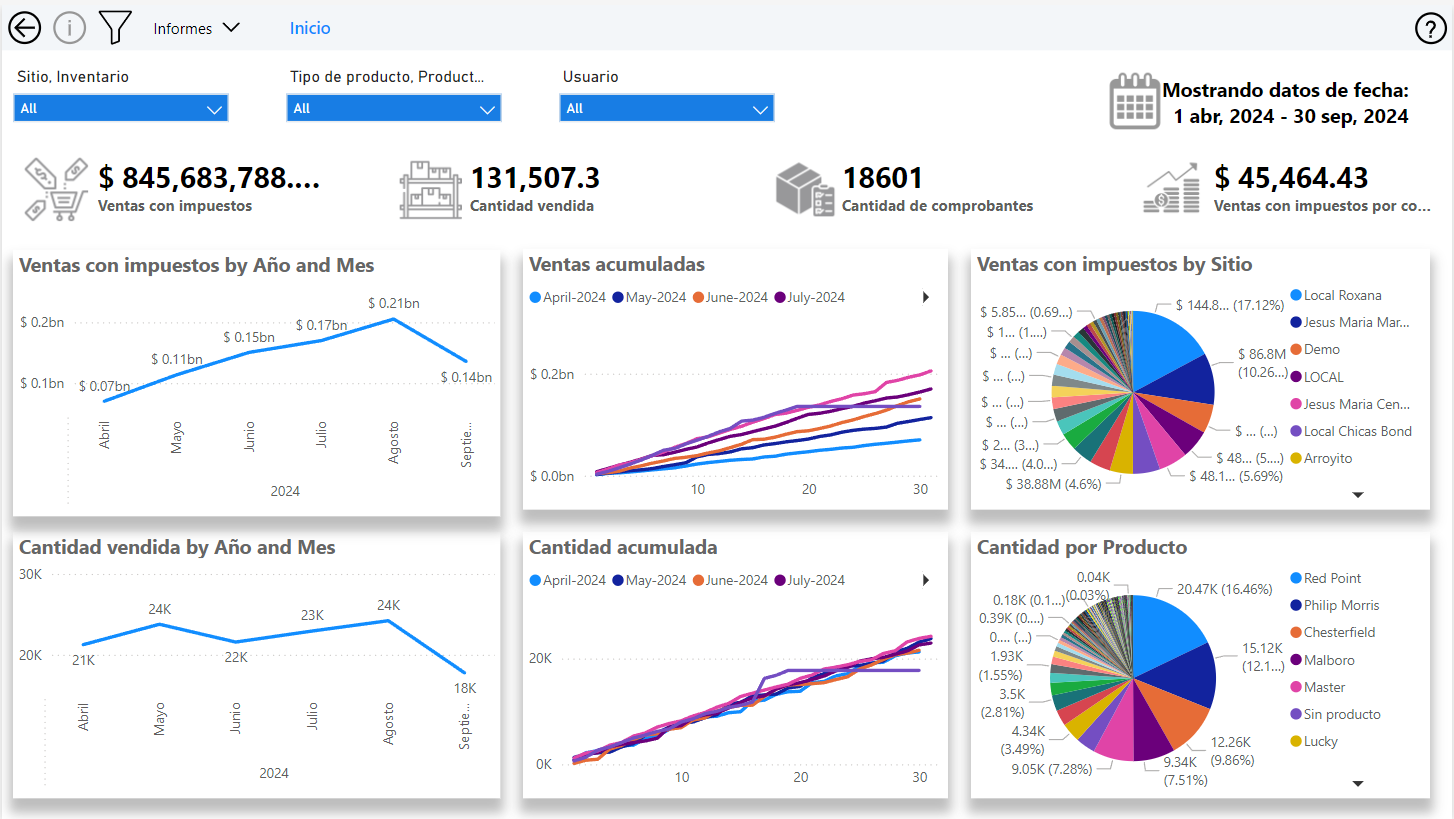 Informes
Inicio
Sitio, Inventario
All
Tipo de producto, Product...
All
Usuario
All
Mostrando datos de fecha:
1 abr, 2024 - 30 sep, 2024
$ 845,683,788....
Ventas con impuestos
131,507.3
Cantidad vendida
18601
Cantidad de comprobantes
$ 45,464.43
Ventas con impuestos por co...
Ventas con impuestos by Año and Mes
$ 0.2bn
$ 0.1bn
$ 0.07bn
$ 0.11bn
$ 0.15bn
$ 0.17bn
$ 0.21bn
$ 0.14bn
Abril
Mayo
Junio
Julio
Agosto
Septie...
2024
Ventas acumuladas
April-2024
May-2024
June-2024
July-2024
$ 0.2bn
$ 0.0bn
10
20
30
Ventas con impuestos by Sitio
$ 144.8... (17.12%)
$ 86.8M
(10.26...)
$ ... (...)
$ 48... (5....)
$ 48.1... (5.69%)
$ 38.88M (4.6%)
$ 34.... (4.0...)
$ 2... (3...)
$ ... (...)
$ ... (...)
$ ... (...)
$ ... (...)
$ 1... (1....)
$ 5.85... (0.69...)
Local Roxana
Jesus Maria Mar...
Demo
LOCAL
Jesus Maria Cen...
Local Chicas Bond
Arroyito
Cantidad vendida by Año and Mes
30K
20K
21K
24K
22K
23K
24K
18K
Abril
Mayo
Junio
Julio
Agosto
Septie...
2024
Cantidad acumulada
April-2024
May-2024
June-2024
July-2024
20K
0K
10
20
30
Cantidad por Producto
20.47K (16.46%)
15.12K
(12.1...)
12.26K
(9.86%)
9.34K
(7.51%)
9.05K (7.28%)
4.34K
(3.49%)
3.5K
(2.81%)
1.93K
(1.55%)
0.... (...)
0.39K (0....)
0.18K (0.1...)
0.04K
(0.03%)
Red Point
Philip Morris
Chesterfield
Malboro
Master
Sin producto
Lucky